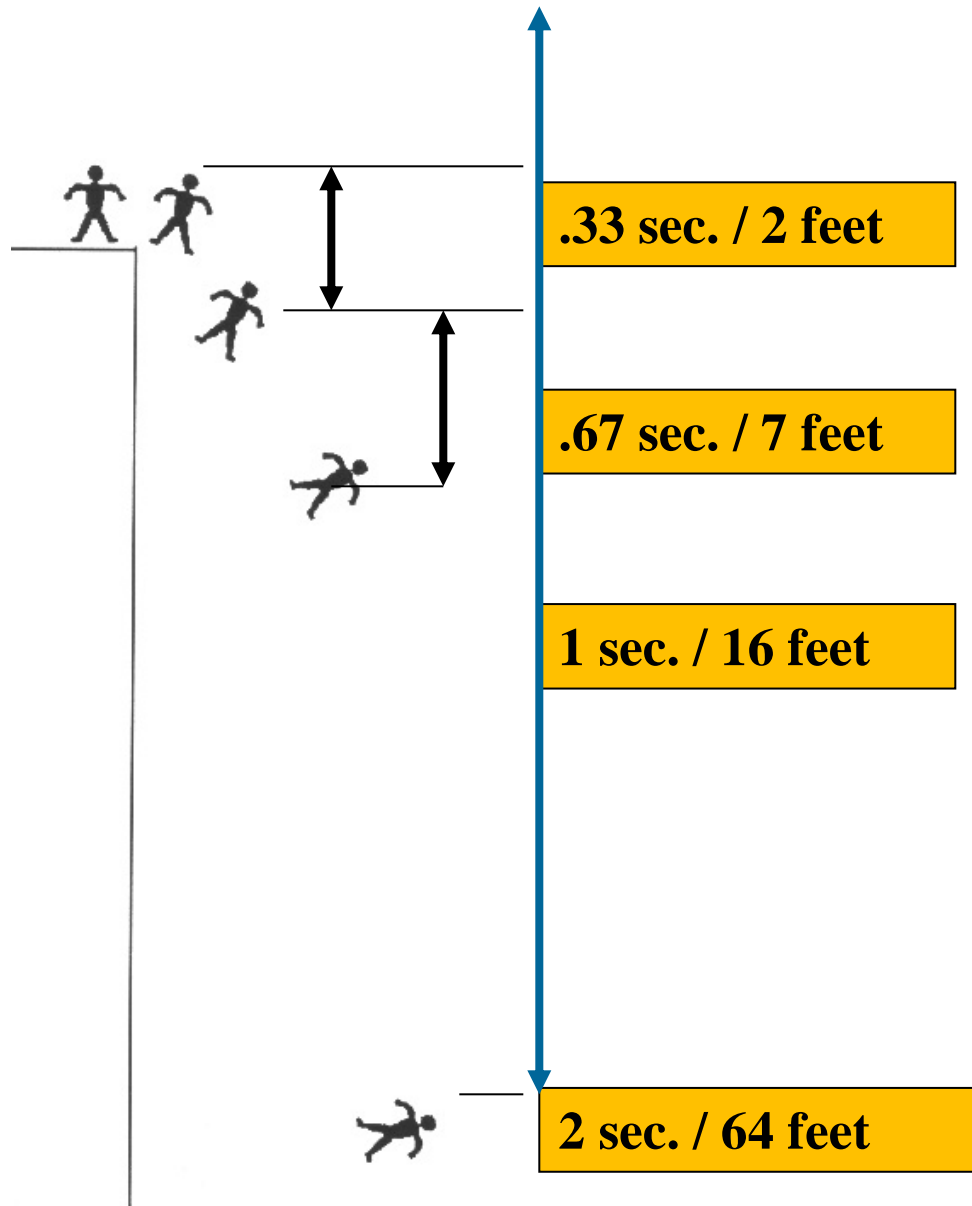 .33 sec. / 2 feet
.67 sec. / 7 feet
1 sec. / 16 feet
2 sec. / 64 feet